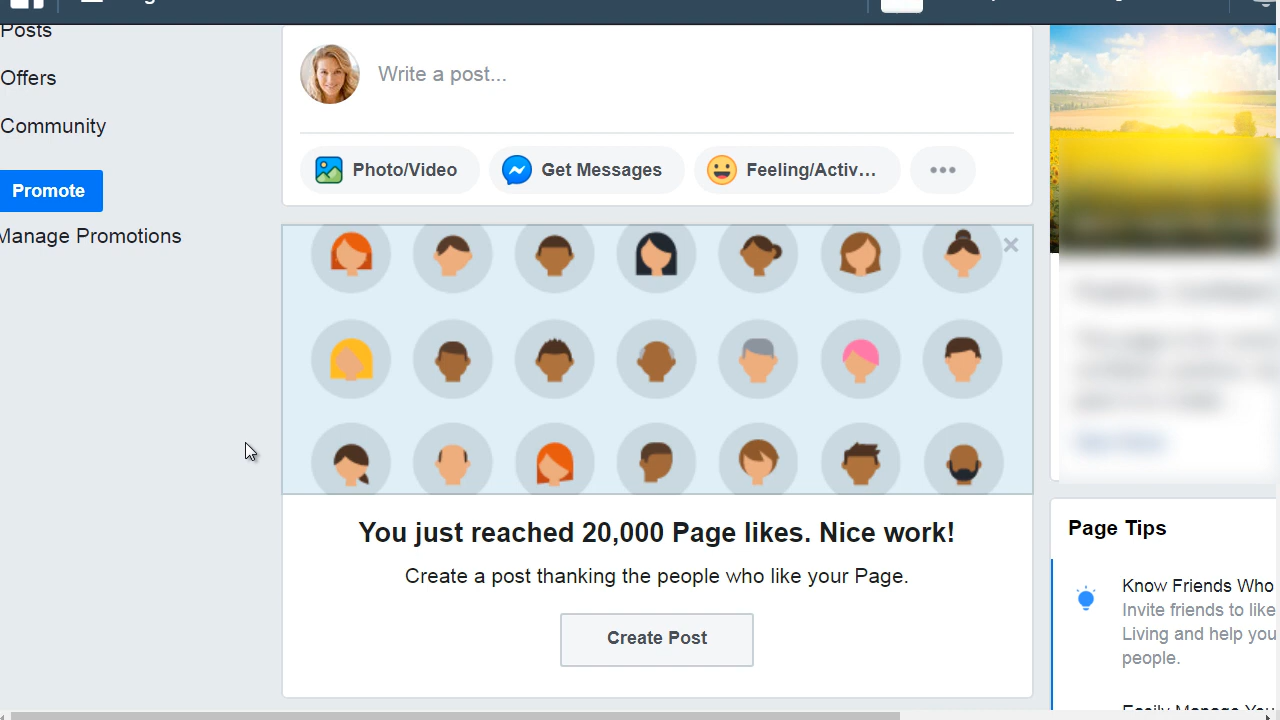 Posts
Offers
Community
Promote
Manage Promotions
Write a post...
Photo/Video
Get Messages
Feeling/Activ...
You just reached 20,000 Page likes. Nice work!
Create a post thanking the people who like your Page.
Create Post
Page Tips
Know Friends Who
Invite friends to like
Living and help you
people.